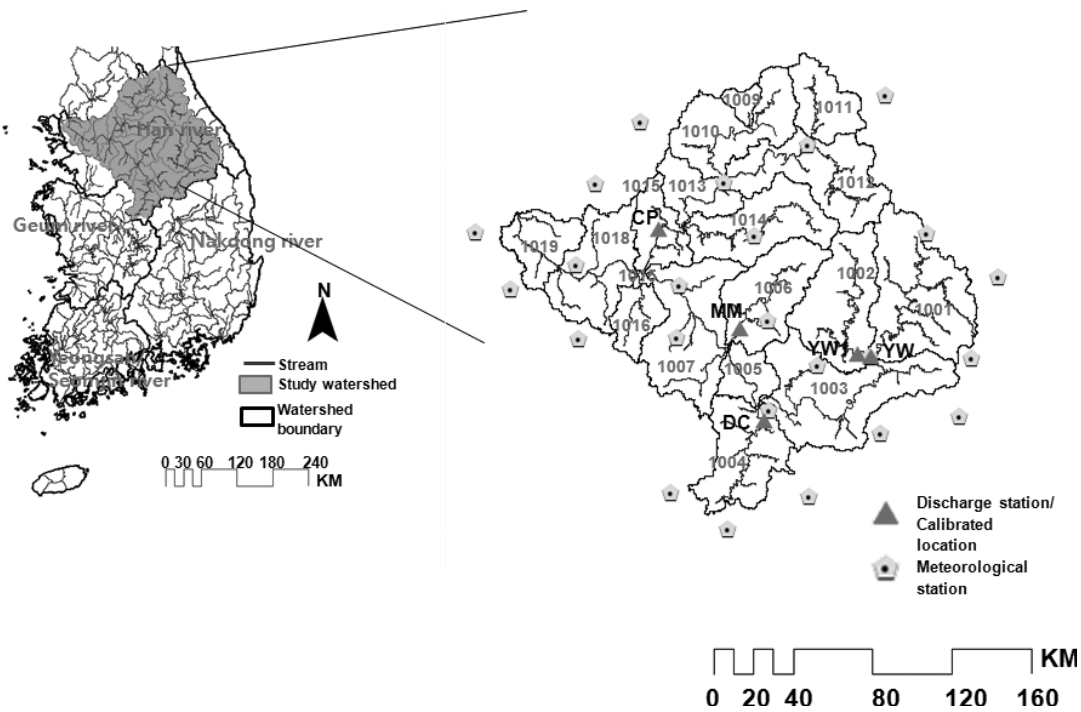 Han river
Geum river
Nakdong river
N
Stream
Study watershed
Watershed
boundary
0 30 60 120 180 240
KM
1009
1011
1010
1015
1013
1012
CP
1014
1018
1019
1002
1006
1001
1016
MM
YW1
YW
1007
1005
1003
DC
1004
Discharge station/
Calibrated
location
Meteorological
station
KM
0 20 40 80 120 160